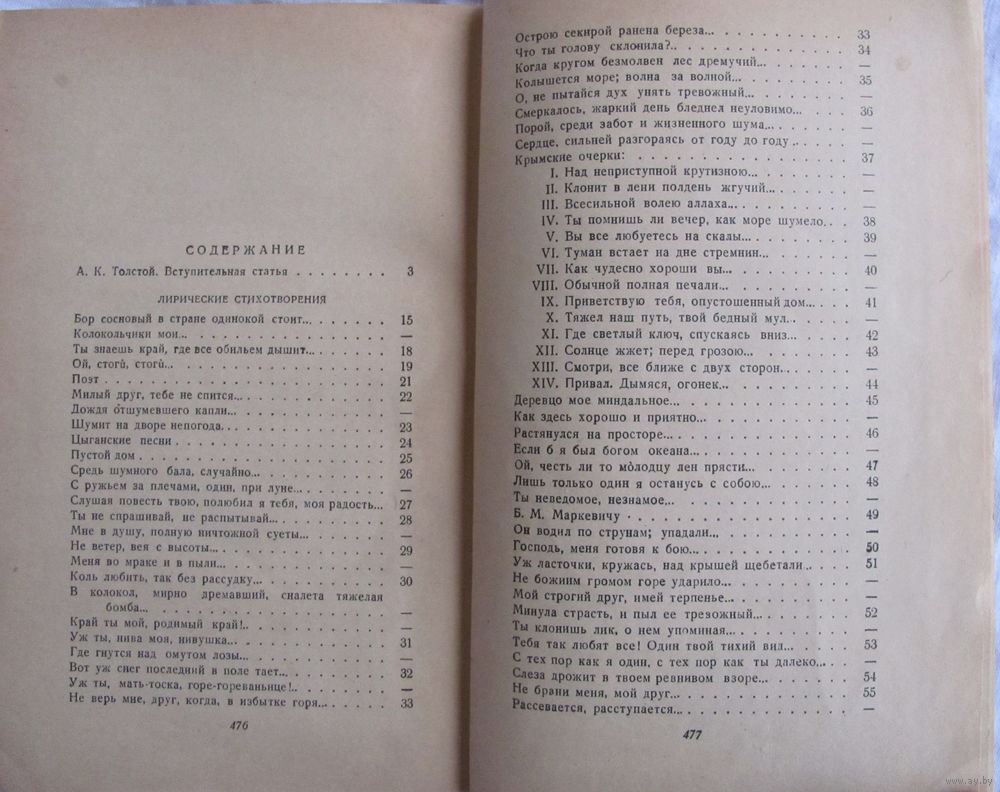 СОДЕРЖАНИЕ
А. К. Толстой. Вступительная статья . . . . . . . . 3
ЛИРИЧЕСКИЕ СТИХОТВОРЕНИЯ
Бор сосновый в стране одинокой стоит... . . . . . . 15
Колокольчики мои... . . . . . . . . . . . . . —
Ты знаешь край, где все обильем дышит... . . . . . 18
Ой, стоги́, стоги́... . . . . . . . . . . . . . 19
Поэт . . . . . . . . . . . . . . . . . 21
Милый друг, тебе не спится... . . . . . . . . . . 22
Дождя отшумевшего капли... . . . . . . . . . . —
Шумит на дворе непогода. . . . . . . . . . . . 23
Цыганские песни . . . . . . . . . . . . . . 24
Пустой дом . . . . . . . . . . . . . . . . 25
Средь шумного бала, случайно... . . . . . . . . . 26
С ружьем за плечами, один, при луне... . . . . . . . —
Слушая повесть твою, полюбил я тебя, моя радость... 27
Ты не спрашивай, не распытывай... . . . . . . . . 28
Мне в душу, полную ничтожной суеты... . . . . . . —
Не ветер, вея с высоты... . . . . . . . . . . . 29
Меня во мраке и в пыли... . . . . . . . . . . . —
Коль любить, так без рассудку... . . . . . . . . . 30
В колокол, мирно дремавший, сналета тяжелая
бомба... . . . . . . . . . . . . . . . . —
Край ты мой, родимый край!.. . . . . . . . . . —
Уж ты, нива моя, нивушка... . . . . . . . . . . 31
Где гнутся над омутом лозы... . . . . . . . . . . —
Вот уж снег последний в поле тает... . . . . . . . 32
Уж ты, мать-тоска, горе-гореваньице!.. . . . . . . . —
Не верь мне, друг, когда, в избытке горя... . . . . . 33
476
Острою секирой ранена береза... . . . . . . . . . 33
Что ты голову склонила?.. . . . . . . . . . . . 34
Когда кругом безмолвен лес дремучий... . . . . . . —
Колышется море; волна за волной... . . . . . . . 35
О, не пытайся дух унять тревожный... . . . . . . . —
Смеркалось, жаркий день бледнел неуловимо... . . . 36
Порой, среди забот и жизненного шума... . . . . . —
Сердце, сильней разгораясь от году до году . . . . . —
Крымские очерки: . . . . . . . . . . . . . 37
I. Над неприступной крутизною... . . . . . . . —
II. Клонит в лени полдень жгучий... . . . . . . —
III. Всесильной волею аллаха... . . . . . . . . —
IV. Ты помнишь ли вечер, как море шумело. . . 38
V. Вы все любуетесь на скалы... . . . . . . . 39
VI. Туман встает на дне стремнин... . . . . . . —
VII. Как чудесно хороши вы... . . . . . . . . . 40
VIII. Обычной полная печали... . . . . . . . . . —
IX. Приветствую тебя, опустошенный дом... . . . 41
X. Тяжел наш путь, твой бедный мул... . . . . —
XI. Где светлый ключ, спускаясь вниз... . . . . . 42
XII. Солнце жжет; перед грозою... . . . . . . . 43
XIII. Смотри, все ближе с двух сторон... . . . . . —
XIV. Привал. Дымяся, огонек... . . . . . . . . . 44
Деревцо мое миндальное... . . . . . . . . . . . 45
Как здесь хорошо и приятно... . . . . . . . . . . —
Растянулся на просторе... . . . . . . . . . . . 46
Если б я был богом океана... . . . . . . . . . . —
Ой, честь ли то мо́лодцу лен прясти... . . . . . . . 47
Лишь только один я останусь с собою... . . . . . . 48
Ты неведомое, незнамое... . . . . . . . . . . . —
Б. М. Маркевичу . . . . . . . . . . . . . . 49
Он водил по струнам; упадали... . . . . . . . . . —
Господь, меня готовя к бою... . . . . . . . . . . 50
Уж ласточки, кружась, над крышей щебетали . . . . 51
Не божиим громом горе ударило... . . . . . . . . —
Мой строгий друг, имей терпенье... . . . . . . . . —
Минула страсть, и пыл ее тревожный... . . . . . . 52
Ты клонишь лик, о нем упоминая... . . . . . . . . —
Тебя так любят все! Один твой тихий вид... . . . . 53
С тех пор как я один, с тех пор как ты далеко... . . —
Слеза дрожит в твоем ревнивом взоре... . . . . . . 54
Не брани меня, мой друг... . . . . . . . . . . . 55
Рассевается, расступается... . . . . . . . . . . . —
477
www.ay.by